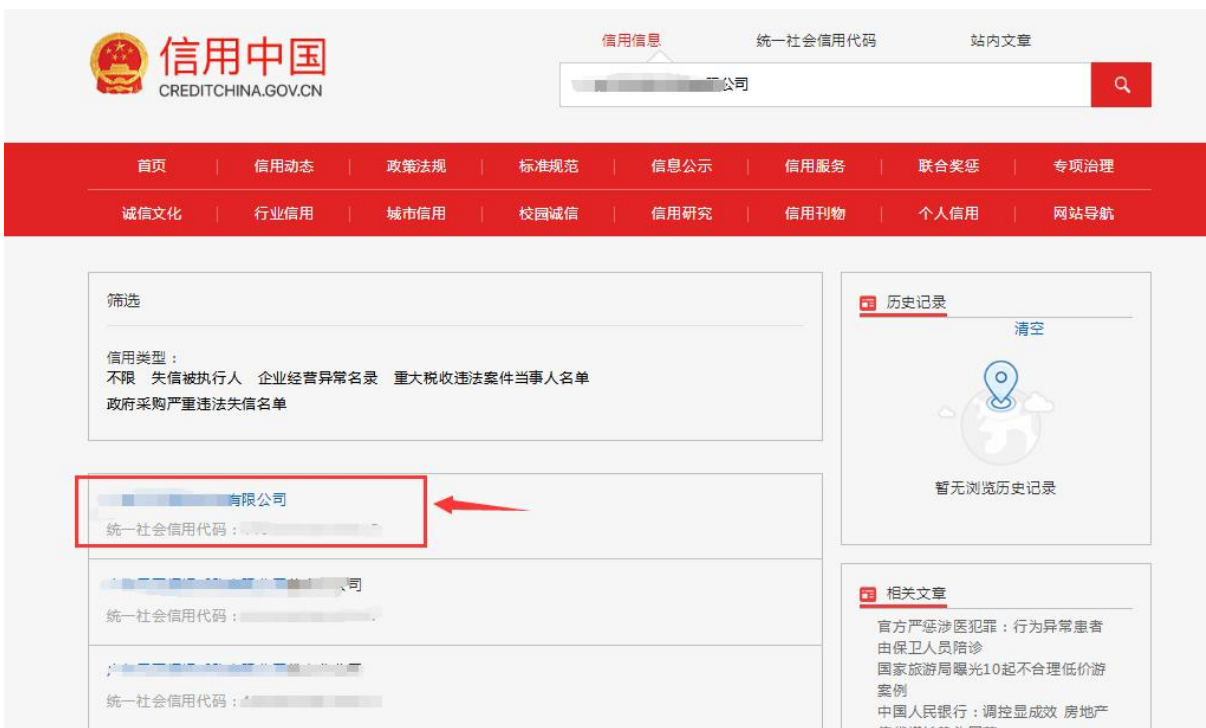 信用中国
CREDITCHINA.GOV.CN
信用信息 统一社会信用代码 站内文章
公司
首页 信用动态 政策法规 标准规范 信息公示 信用服务 联合奖惩 专项治理
诚信文化 行业信用 城市信用 校园诚信 信用研究 信用刊物 个人信用 网站导航
筛选
信用类型：
不限 失信被执行人 企业经营异常名录 重大税收违法案件当事人名单
政府采购严重违法失信名单
有限公司
统一社会信用代码：
司
统一社会信用代码：
统一社会信用代码：
历史记录
清空
暂无浏览历史记录
相关文章
官方严惩涉医犯罪：行为异常患者
由保卫人员陪诊
国家旅游局曝光10起不合理低价游
案例
中国人民银行：调控显成效 房地产